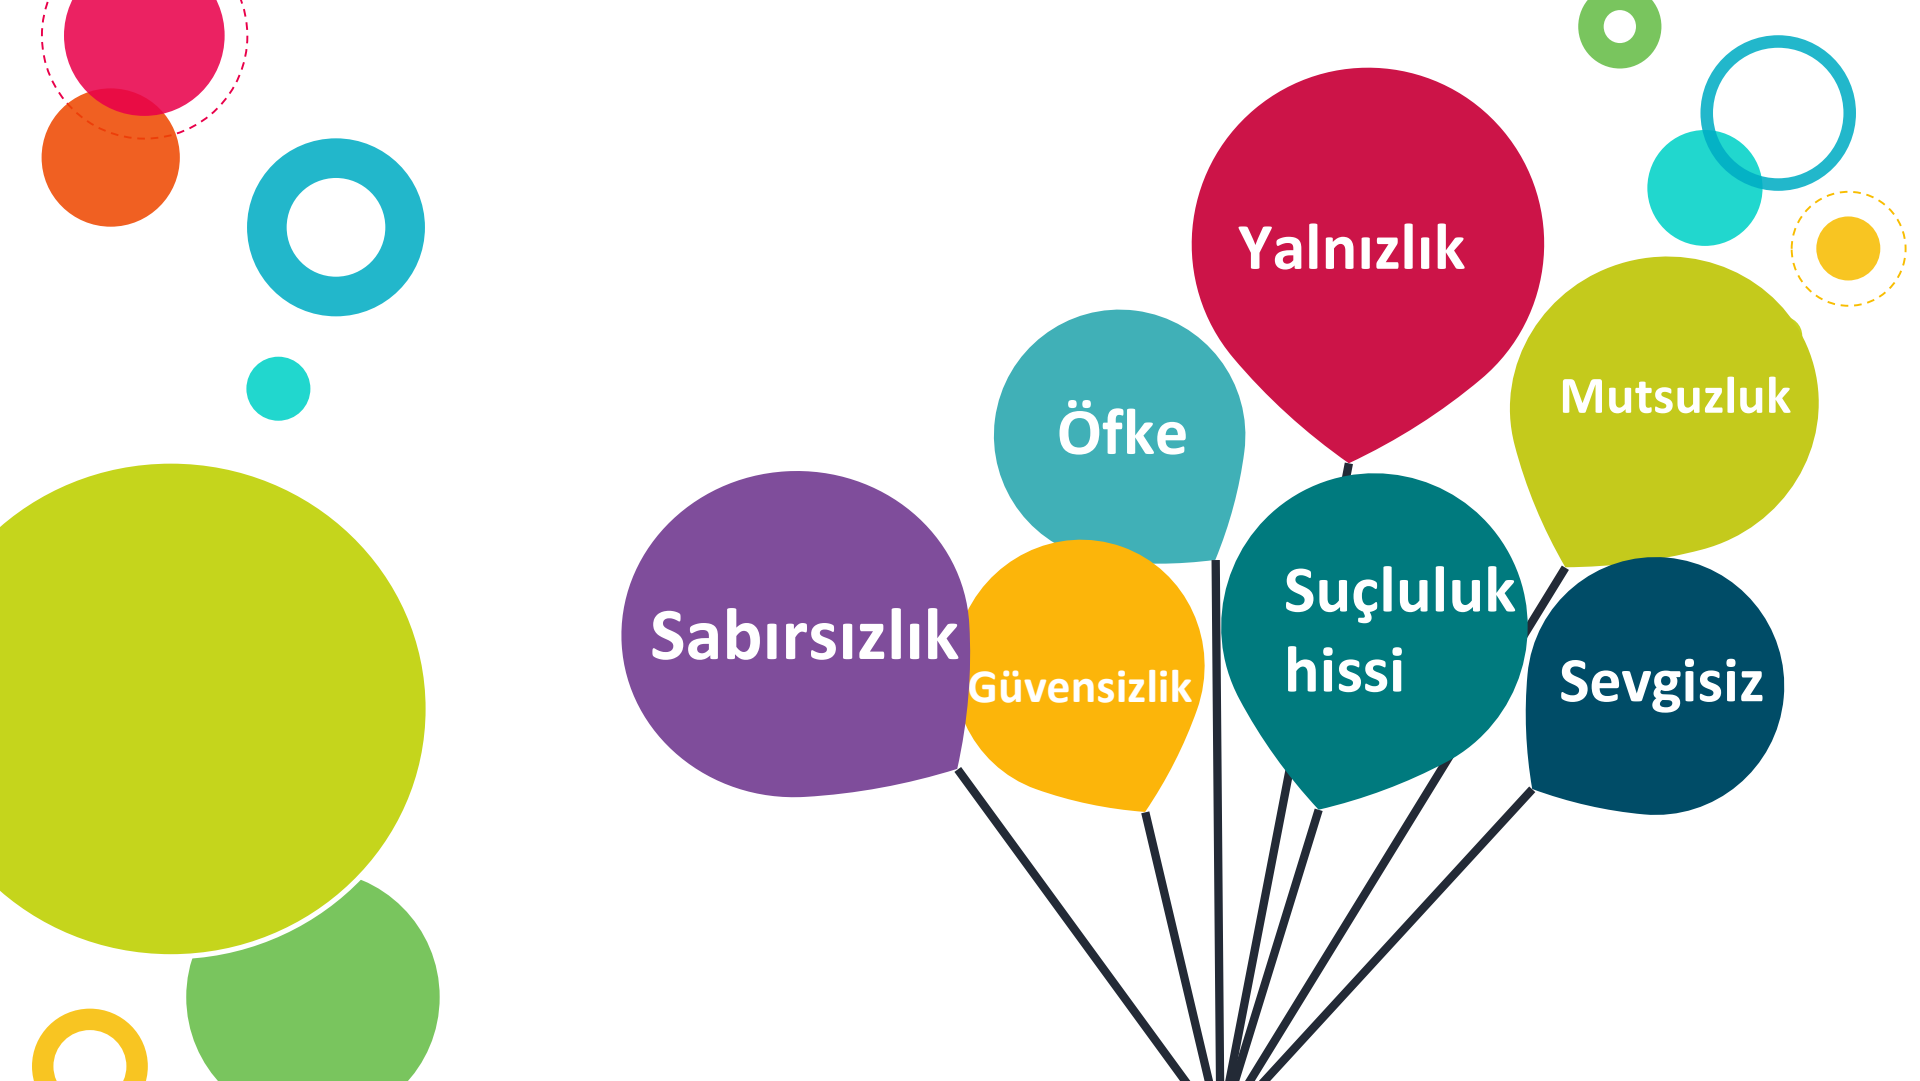 Yalnızlık
Mutsuzluk
Öfke
Suçluluk
hissi
Sabırsızlık
Güvensizlik
Sevgisiz